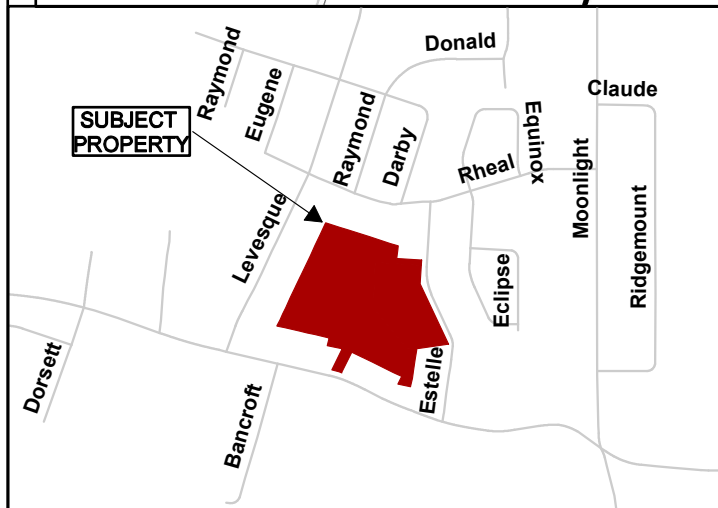 Donald
Raymond
Claude
Eugene
SUBJECT
PROPERTY
Raymond
Equinox
Darby
Rheal
Moonlight
Levesque
Ridgemount
Eclipse
Dorsett
Estelle
Bancroft